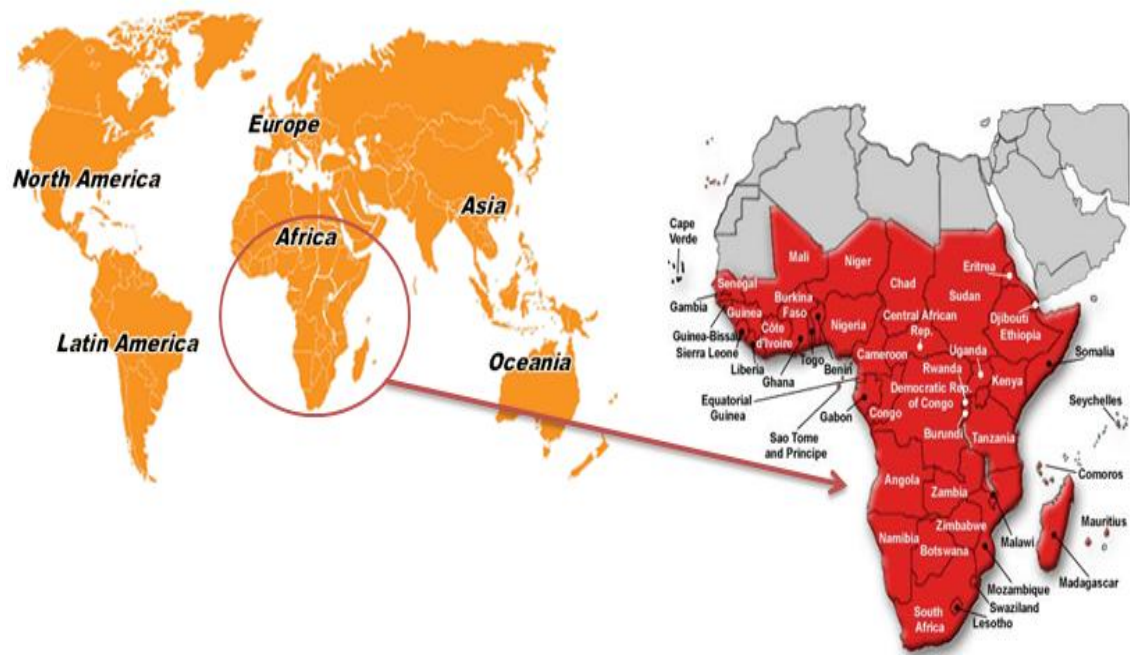 Europe
North America
Asia
Africa
Latin America
Oceania
Cape
Verde
Mali
Niger
Eritrea
Senegal
Chad
Sudan
Gambia
Burkina
Faso
Guinea
Nigeria
Djibouti
Central African
Rep.
Ethiopia
Guinea-Bissau
Côte
d'Ivoire
Sierra Leone
Togo
Cameroon
Uganda
Somalia
Liberia
Benin
Rwanda
Ghana
Kenya
Democratic Rep.
of Congo
Equatorial
Guinea
Gabon
Congo
Seychelles
Sao Tome
and Principe
Burundi
Tanzania
Comoros
Angola
Zambia
Mauritius
Zimbabwe
Malawi
Namibia
Botswana
Madagascar
Mozambique
Swaziland
South
Africa
Lesotho